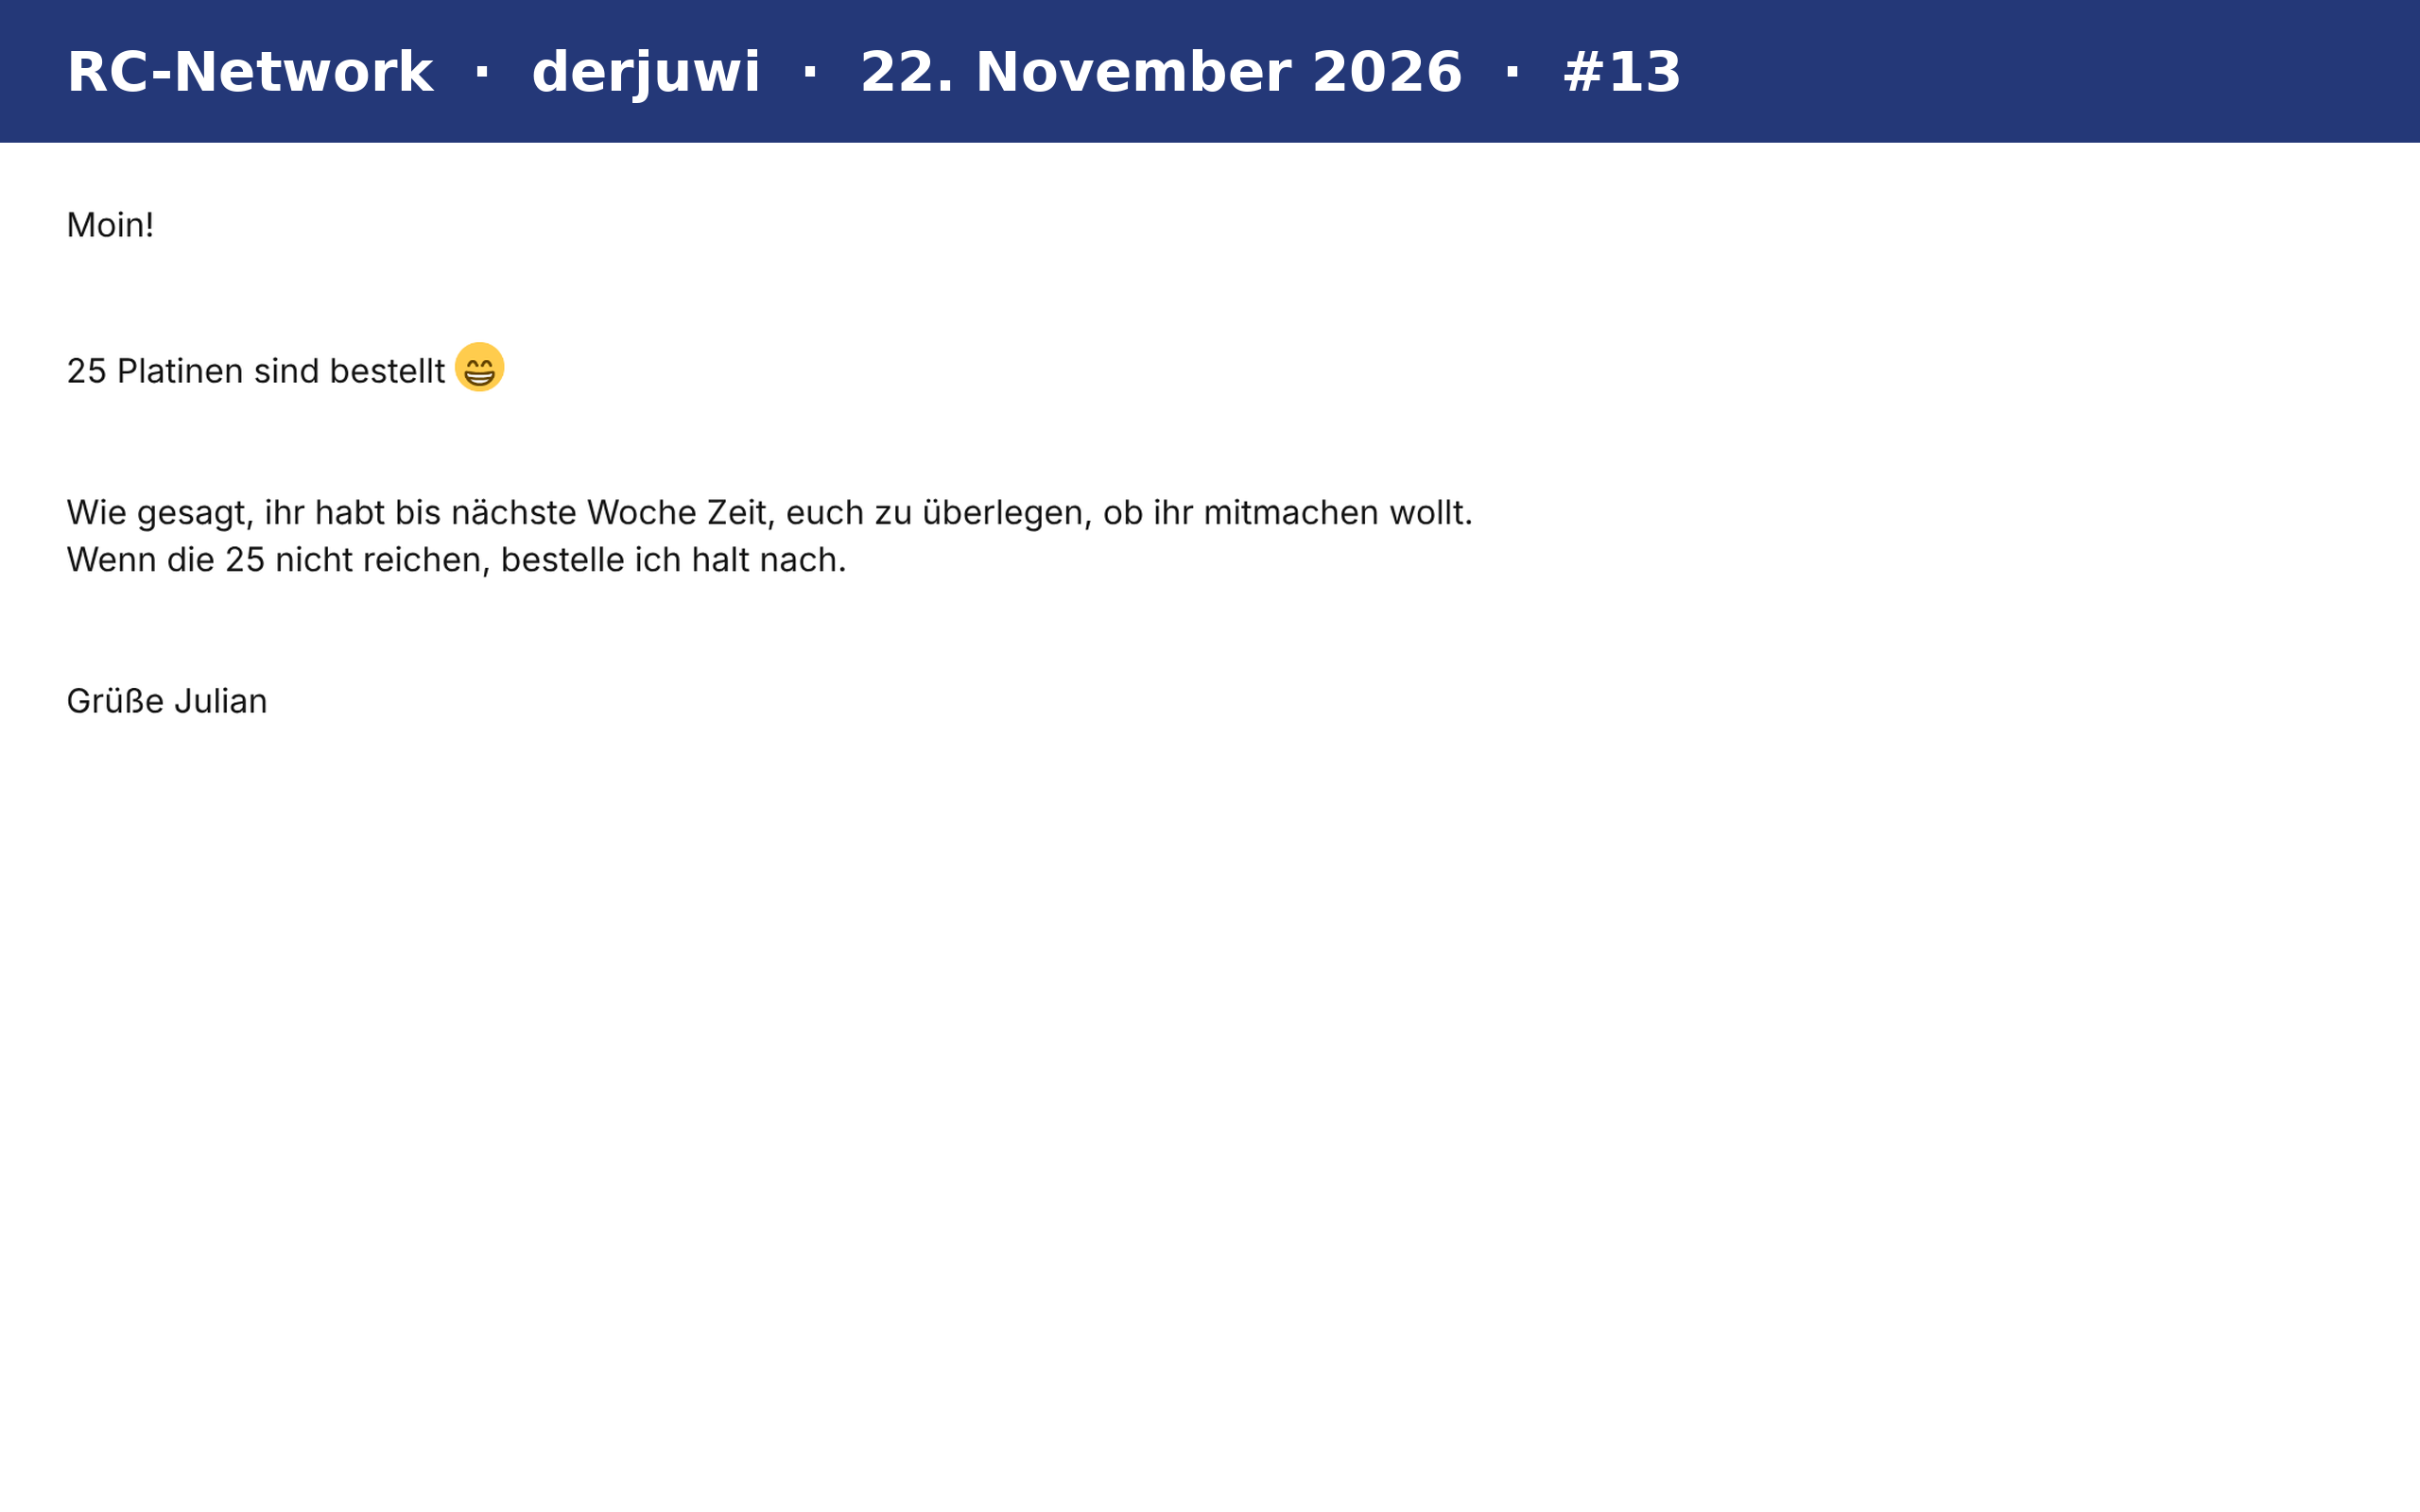 RC-Network · derjuwi · 22. November 2026 · #13
Moin!
25 Platinen sind bestellt 😄
Wie gesagt, ihr habt bis nächste Woche Zeit, euch zu überlegen, ob ihr mitmachen wollt.
Wenn die 25 nicht reichen, bestelle ich halt nach.
Grüße Julian